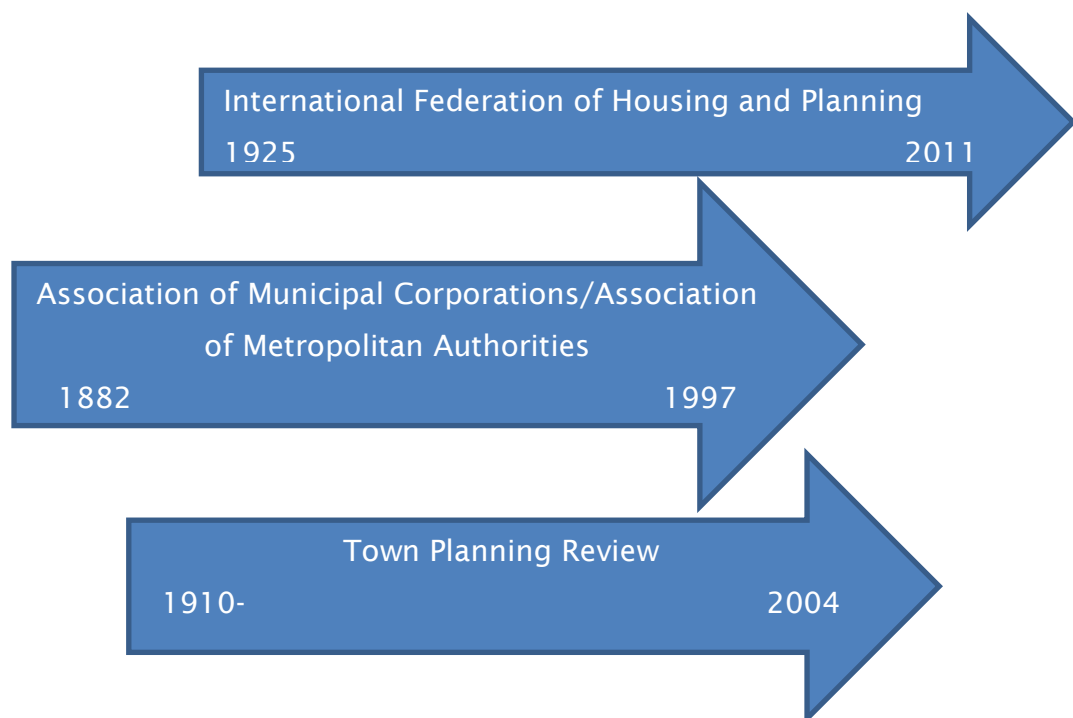 International Federation of Housing and Planning
1925 2011
Association of Municipal Corporations/Association
of Metropolitan Authorities
1882 1997
Town Planning Review
1910- 2004